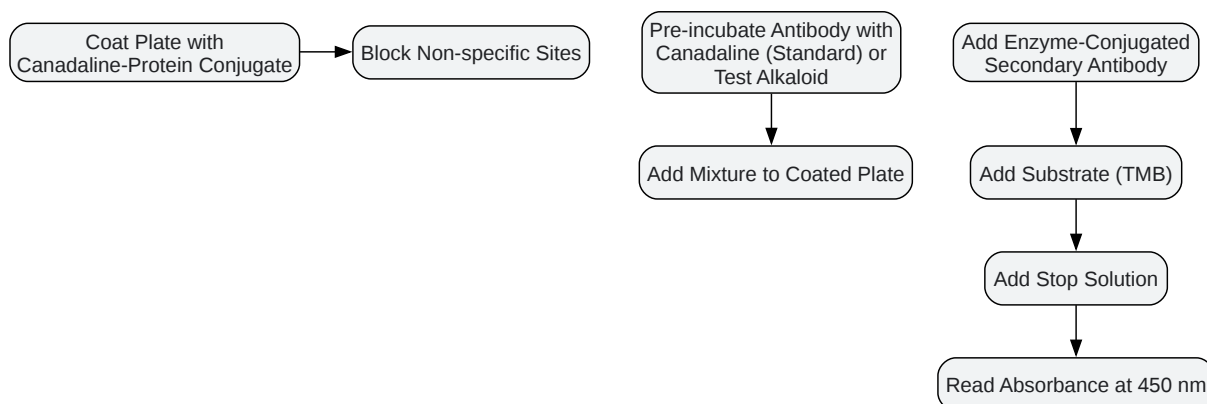 Coat Plate with
Canadaline-Protein Conjugate
Block Non-specific Sites
Pre-incubate Antibody with
Canadaline (Standard) or
Test Alkaloid
Add Mixture to Coated Plate
Add Enzyme-Conjugated
Secondary Antibody
Add Substrate (TMB)
Add Stop Solution
Read Absorbance at 450 nm